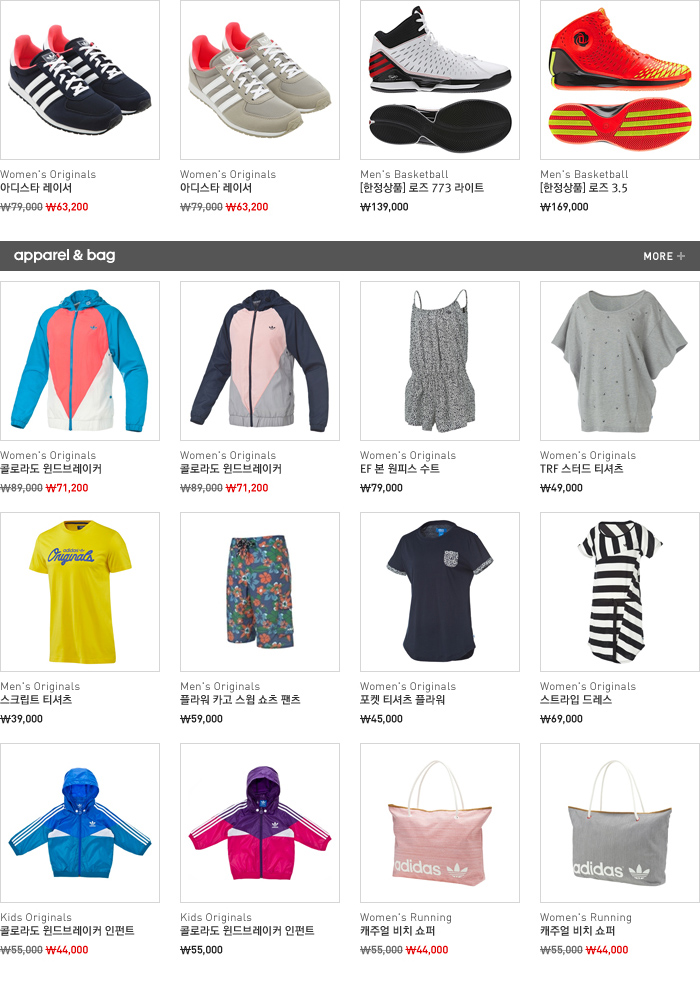 Women's Originals
아디스타 레이서
₩79,000 ₩63,200
Women's Originals
아디스타 레이서
₩79,000 ₩63,200
Men's Basketball
[한정상품] 로즈 773 라이트
₩139,000
Men's Basketball
[한정상품] 로즈 3.5
₩169,000
apparel & bag
MORE +
Women's Originals
콜로라도 윈드브레이커
₩89,000 ₩71,200
Women's Originals
콜로라도 윈드브레이커
₩89,000 ₩71,200
Women's Originals
EF 본 원피스 수트
₩79,000
Women's Originals
TRF 스터드 티셔츠
₩49,000
adidas
Originals
Men's Originals
스크립트 티셔츠
₩39,000
Men's Originals
플라워 카고 스윔 쇼츠 팬츠
₩59,000
Women's Originals
포켓 티셔츠 플라워
₩45,000
Women's Originals
스트라입 드레스
₩69,000
Kids Originals
콜로라도 윈드브레이커 인펀트
₩55,000 ₩44,000
Kids Originals
콜로라도 윈드브레이커 인펀트
₩55,000
adidas
Women's Running
캐주얼 비치 쇼퍼
₩55,000 ₩44,000
adidas
Women's Running
캐주얼 비치 쇼퍼
₩55,000 ₩44,000